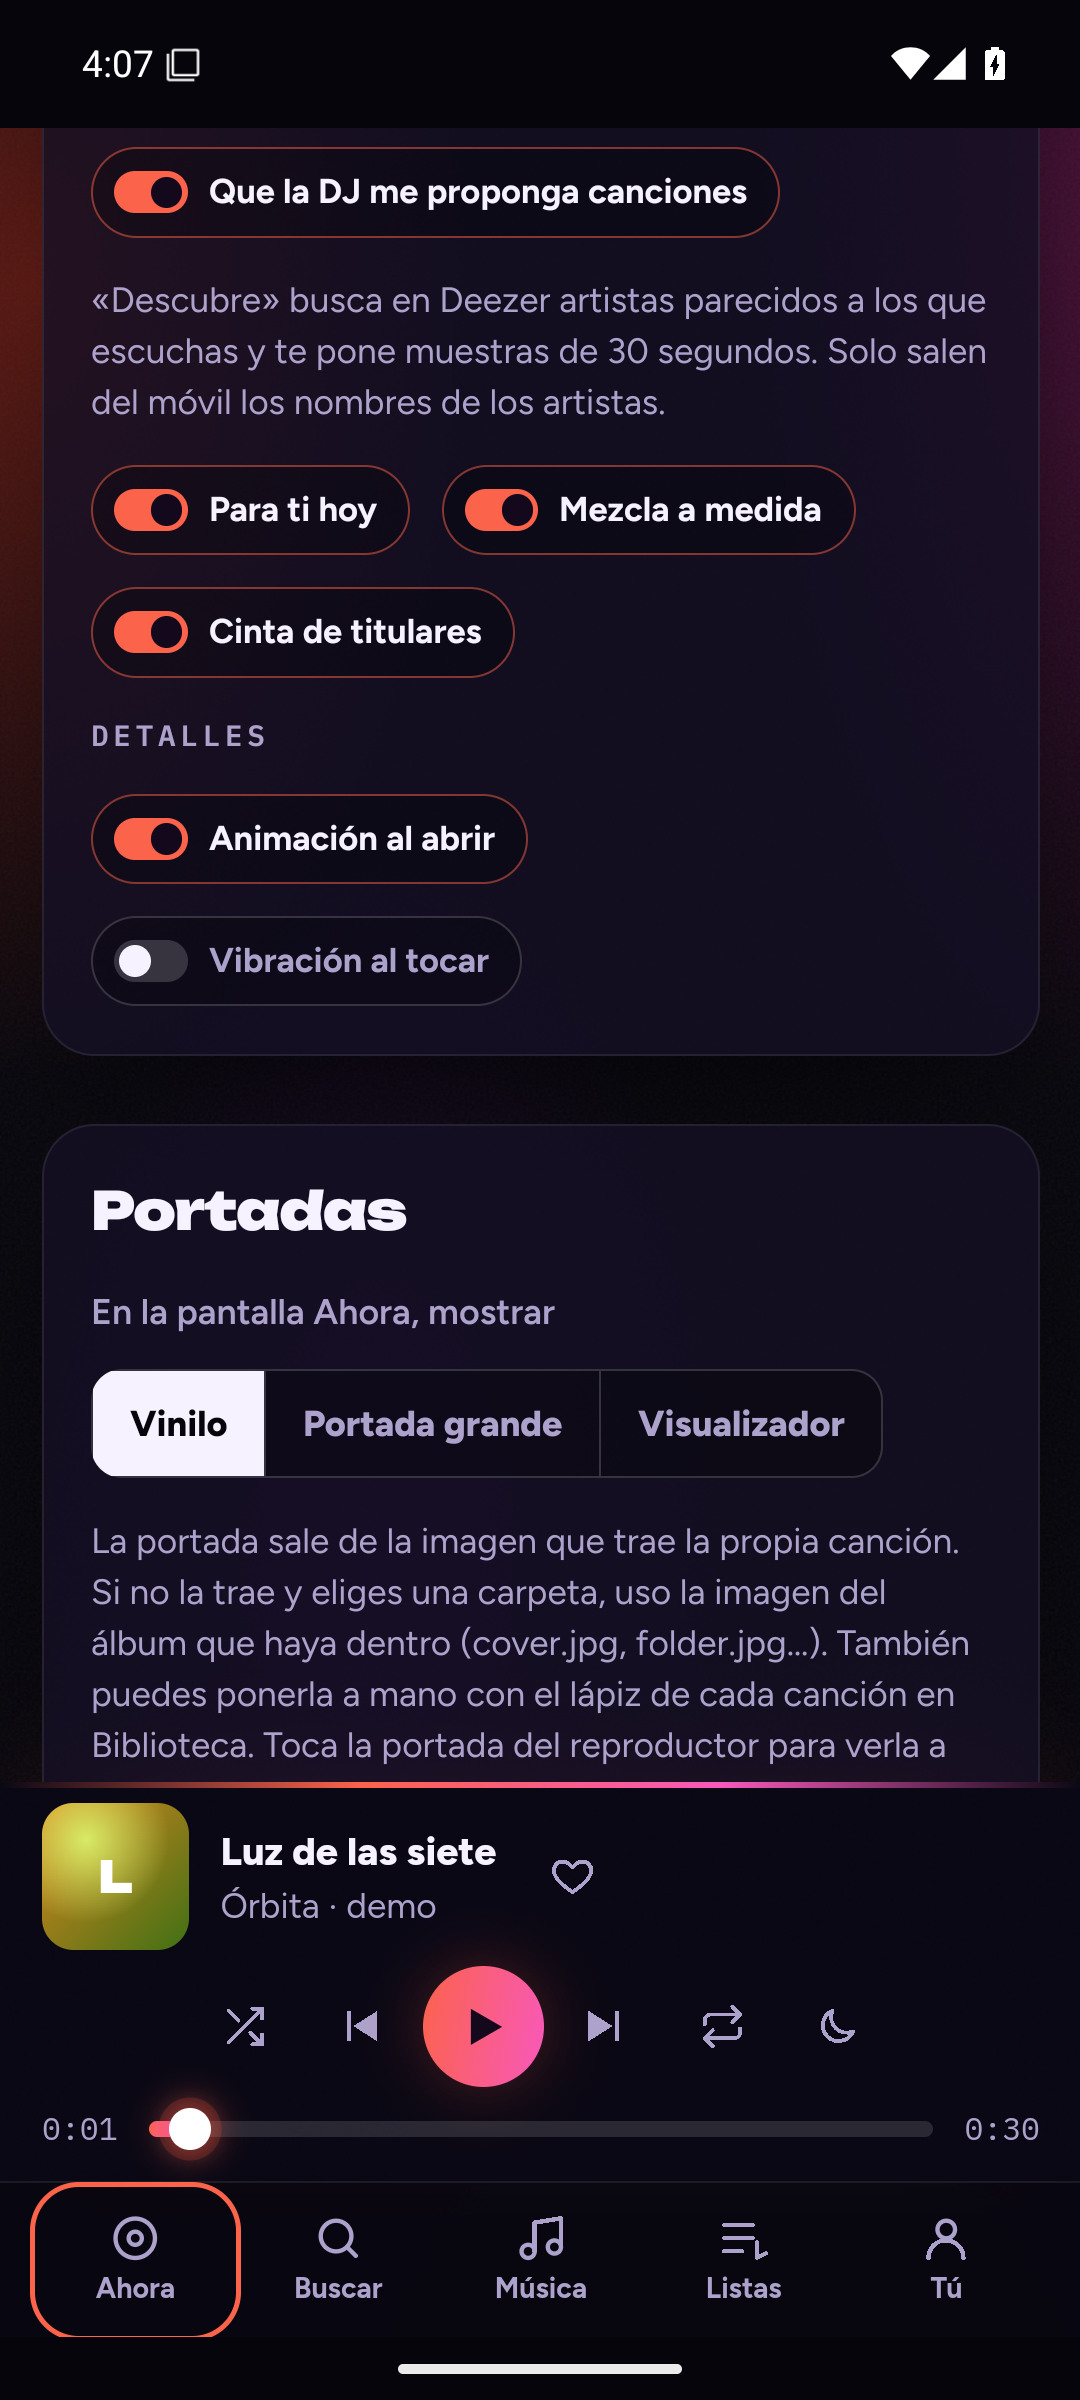 4:07
Que la DJ me proponga canciones
«Descubre» busca en Deezer artistas parecidos a los que
escuchas y te pone muestras de 30 segundos. Solo salen
del móvil los nombres de los artistas.
Para ti hoy
Mezcla a medida
Cinta de titulares
DETALLES
Animación al abrir
Vibración al tocar
Portadas
En la pantalla Ahora, mostrar
Vinilo
Portada grande
Visualizador
La portada sale de la imagen que trae la propia canción.
Si no la trae y eliges una carpeta, uso la imagen del
álbum que haya dentro (cover.jpg, folder.jpg...). También
puedes ponerla a mano con el lápiz de cada canción en
Biblioteca. Toca la portada del reproductor para verla a
L
Luz de las siete
Órbita · demo
0:01
0:30
Ahora
Buscar
Música
Listas
Tú